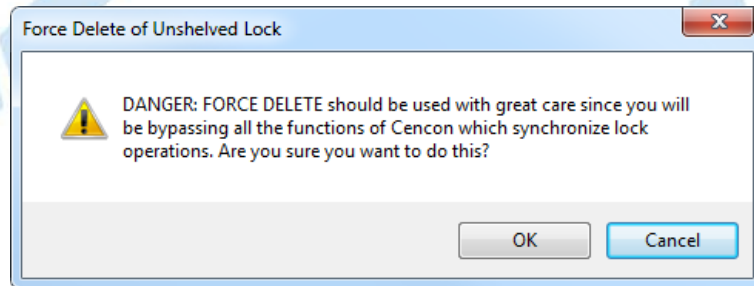 Force Delete of Unshelved Lock
DANGER: FORCE DELETE should be used with great care since you will
be bypassing all the functions of Cencon which synchronize lock
operations. Are you sure you want to do this?
OK
Cancel